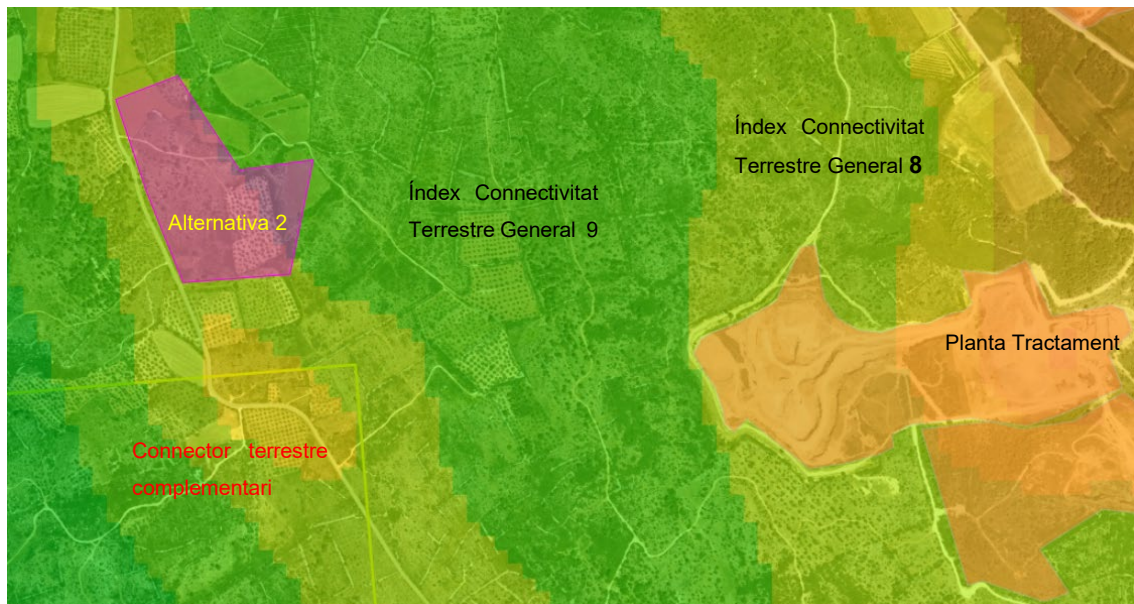 Índex Connectivitat
Terrestre General 8
Índex Connectivitat
Terrestre General 9
Alternativa 2
Planta Tractament
Connector terrestre
complementari